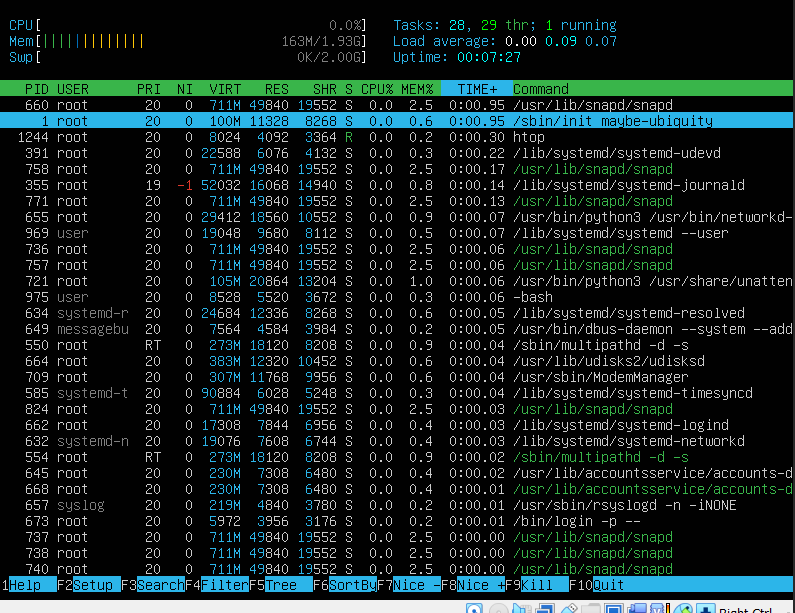 CPU[ 0.0%] Tasks: 28, 29 thr; 1 running
Mem[||||||||||||| 163M/1.93G] Load average: 0.00 0.09 0.07
Swp[ 0K/2.00G] Uptime: 00:07:27
PID USER PRI NI VIRT RES SHR S CPU% MEM% TIME+ Command
660 root 20 0 711M 49840 19552 S 0.0 2.5 0:00.95 /usr/lib/snapd/snapd
1 root 20 0 100M 11328 8268 S 0.0 0.6 0:00.95 /sbin/init maybe-ubiquity
1244 root 20 0 8024 4092 3364 R 0.0 0.2 0:00.30 htop
391 root 20 0 22588 6076 4132 S 0.0 0.3 0:00.22 /lib/systemd/systemd-udevd
758 root 20 0 711M 49840 19552 S 0.0 2.5 0:00.17 /usr/lib/snapd/snapd
355 root 19 -1 52032 16068 14940 S 0.0 0.8 0:00.14 /lib/systemd/systemd-journald
771 root 20 0 711M 49840 19552 S 0.0 2.5 0:00.13 /usr/lib/snapd/snapd
655 root 20 0 29412 18560 10552 S 0.0 0.9 0:00.07 /usr/bin/python3 /usr/bin/networkd-
969 user 20 0 19048 9680 8112 S 0.0 0.5 0:00.07 /lib/systemd/systemd --user
736 root 20 0 711M 49840 19552 S 0.0 2.5 0:00.06 /usr/lib/snapd/snapd
757 root 20 0 711M 49840 19552 S 0.0 2.5 0:00.06 /usr/lib/snapd/snapd
721 root 20 0 105M 20864 13204 S 0.0 1.0 0:00.06 /usr/bin/python3 /usr/share/unatten
975 user 20 0 8528 5520 3672 S 0.0 0.3 0:00.06 -bash
634 systemd-r 20 0 24684 12336 8268 S 0.0 0.6 0:00.05 /lib/systemd/systemd-resolved
649 messagebu 20 0 7564 4584 3984 S 0.0 0.2 0:00.05 /usr/bin/dbus-daemon --system --add
550 root RT 0 273M 18120 8208 S 0.0 0.9 0:00.04 /sbin/multipathd -d -s
664 root 20 0 383M 12320 10452 S 0.0 0.6 0:00.04 /usr/lib/udisks2/udisksd
709 root 20 0 307M 11768 9956 S 0.0 0.6 0:00.04 /usr/sbin/ModemManager
585 systemd-t 20 0 90884 6028 5248 S 0.0 0.3 0:00.04 /lib/systemd/systemd-timesyncd
824 root 20 0 711M 49840 19552 S 0.0 2.5 0:00.03 /usr/lib/snapd/snapd
662 root 20 0 17308 7844 6956 S 0.0 0.4 0:00.03 /lib/systemd/systemd-logind
632 systemd-n 20 0 19076 7608 6744 S 0.0 0.4 0:00.03 /lib/systemd/systemd-networkd
554 root RT 0 273M 18120 8208 S 0.0 0.9 0:00.02 /sbin/multipathd -d -s
645 root 20 0 230M 7308 6480 S 0.0 0.4 0:00.02 /usr/lib/accountsservice/accounts-d
668 root 20 0 230M 7308 6480 S 0.0 0.4 0:00.01 /usr/lib/accountsservice/accounts-d
657 syslog 20 0 219M 4840 3780 S 0.0 0.2 0:00.01 /usr/sbin/rsyslogd -n -iNONE
673 root 20 0 5972 3956 3176 S 0.0 0.2 0:00.01 /bin/login -p --
737 root 20 0 711M 49840 19552 S 0.0 2.5 0:00.00 /usr/lib/snapd/snapd
738 root 20 0 711M 49840 19552 S 0.0 2.5 0:00.00 /usr/lib/snapd/snapd
740 root 20 0 711M 49840 19552 S 0.0 2.5 0:00.00 /usr/lib/snapd/snapd
1Help F2Setup F3SearchF4FilterF5Tree F6SortByF7Nice -F8Nice +F9Kill F10Quit
Right Ctrl